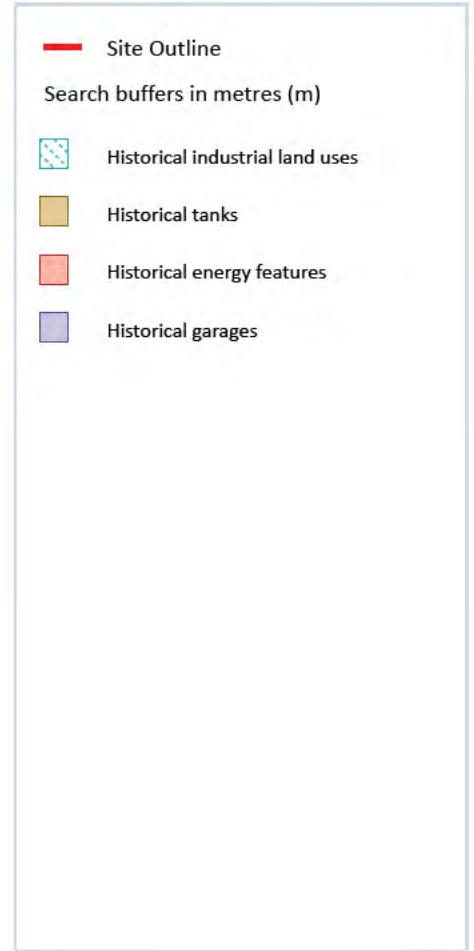 Site Outline
Search buffers in metres (m)
Historical industrial land uses
Historical tanks
Historical energy features
Historical garages